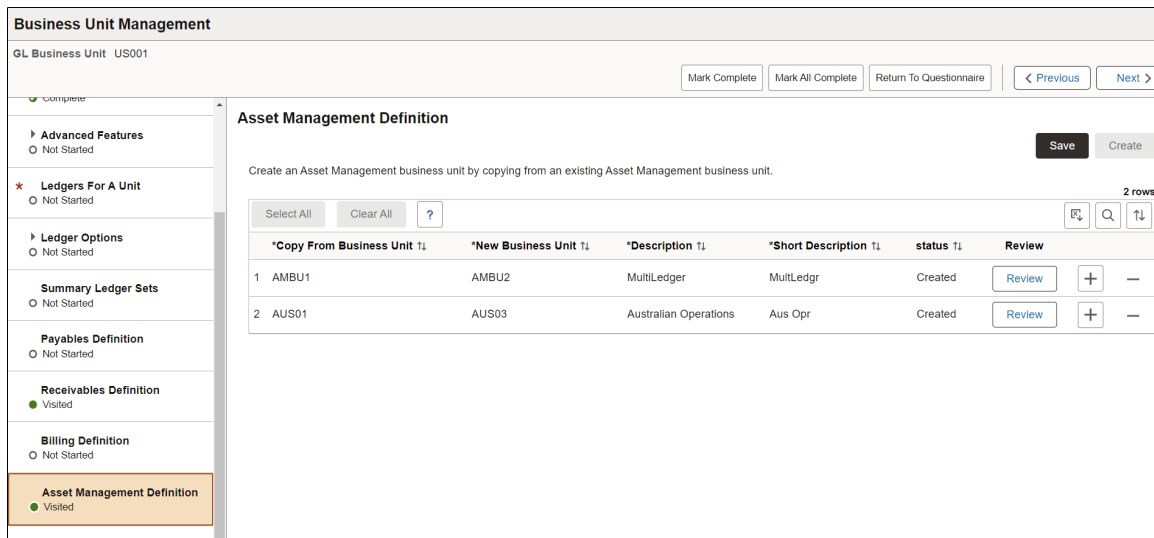 Business Unit Management
GL Business Unit US001
Mark Complete Mark All Complete Return To Questionnaire Previous Next
Complete
Advanced Features
Not Started
* Ledgers For A Unit
Not Started
Ledger Options
Not Started
Summary Ledger Sets
Not Started
Payables Definition
Not Started
Receivables Definition
Visited
Billing Definition
Not Started
Asset Management Definition
Visited
Asset Management Definition
Save Create
Create an Asset Management business unit by copying from an existing Asset Management business unit.
2 rows
Select All Clear All ?
*Copy From Business Unit *New Business Unit *Description *Short Description status Review
1 AMBU1 AMBU2 MultiLedger MultLedgr Created Review + −
2 AUS01 AUS03 Australian Operations Aus Opr Created Review + −